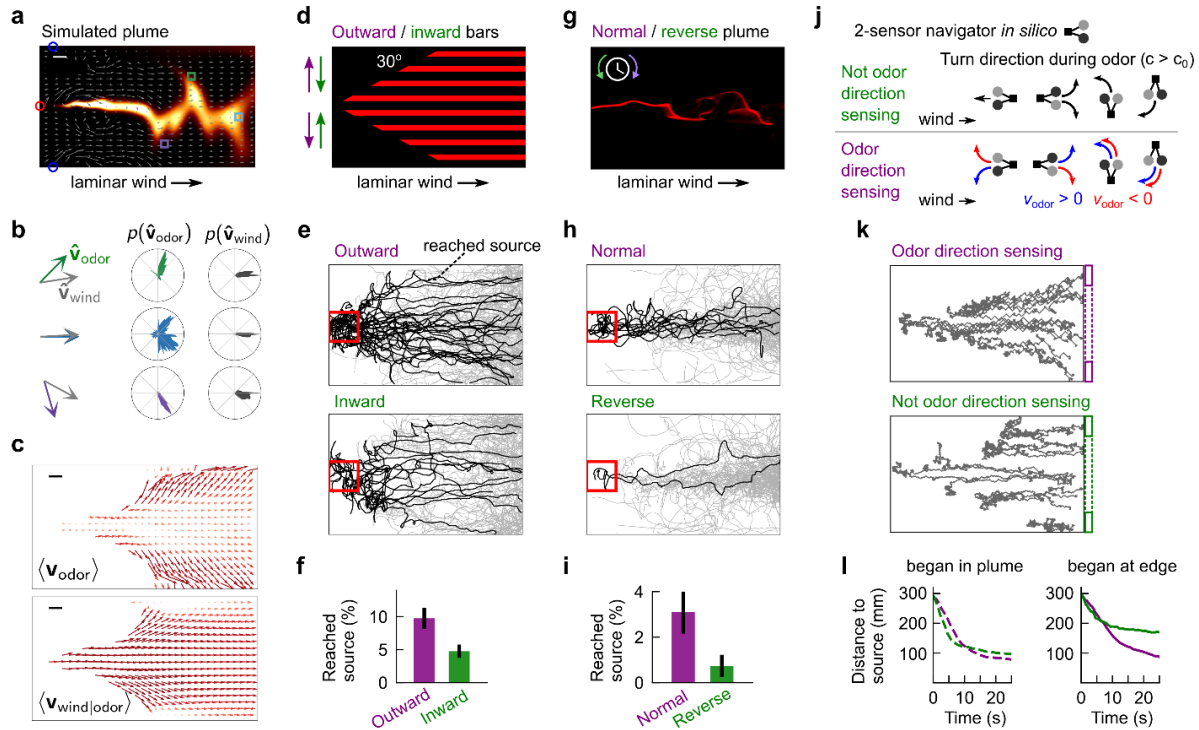 a
Simulated plume
laminar wind
b
p(v̂odor)
p(v̂wind)
v̂odor
ṽwind
c
⟨vodor⟩
⟨vwind|odor⟩
d
Outward / inward bars
30°
laminar wind
e
Outward
reached source
Inward
f
Reached
source (%)
10
5
0
Outward
Inward
g
Normal / reverse plume
laminar wind
h
Normal
Reverse
i
Reached
source (%)
4
2
0
Normal
Reverse
j
2-sensor navigator in silico
Turn direction during odor (c > c0)
Not odor
direction
sensing
wind
Odor
direction
sensing
wind
vodor > 0
vodor < 0
k
Odor direction sensing
Not odor direction sensing
l
began in plume
began at edge
Distance to
source (mm)
300
200
100
0
10
20
Time (s)
300
200
100
0
10
20
Time (s)